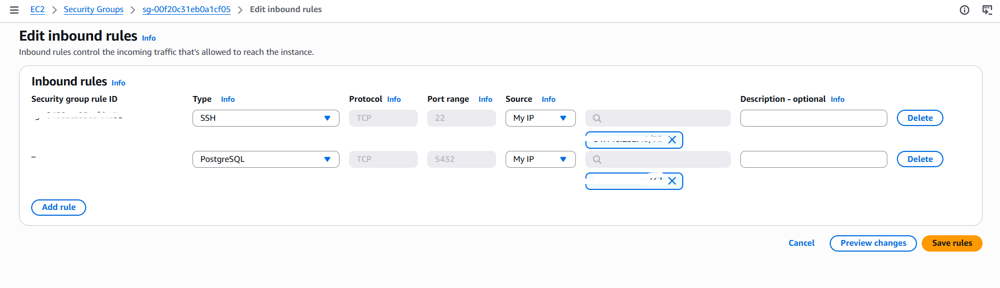 EC2 > Security Groups > sg-00f20c31eb0a1cf05 > Edit inbound rules
Edit inbound rules Info
Inbound rules control the incoming traffic that's allowed to reach the instance.
Inbound rules Info
Security group rule ID Type Info Protocol Info Port range Info Source Info Description - optional Info
SSH TCP 22 My IP Delete
– PostgreSQL TCP 5432 My IP Delete
Add rule
Cancel Preview changes Save rules